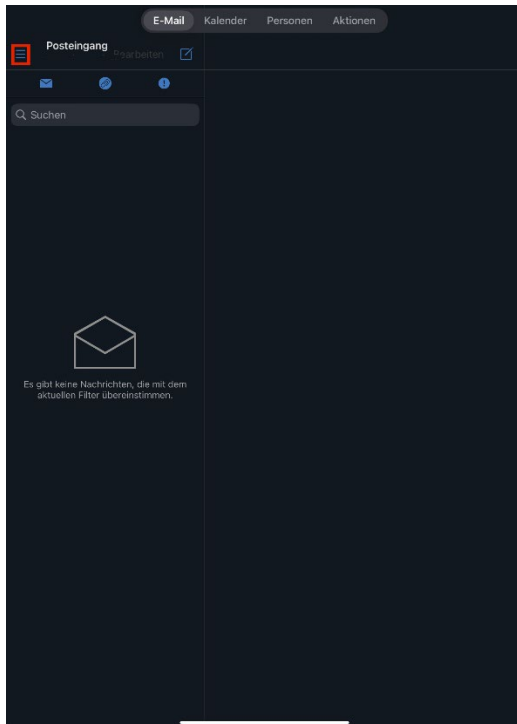 E-Mail Kalender Personen Aktionen
Posteingang Bearbeiten
Suchen
Es gibt keine Nachrichten, die mit dem
aktuellen Filter übereinstimmen.